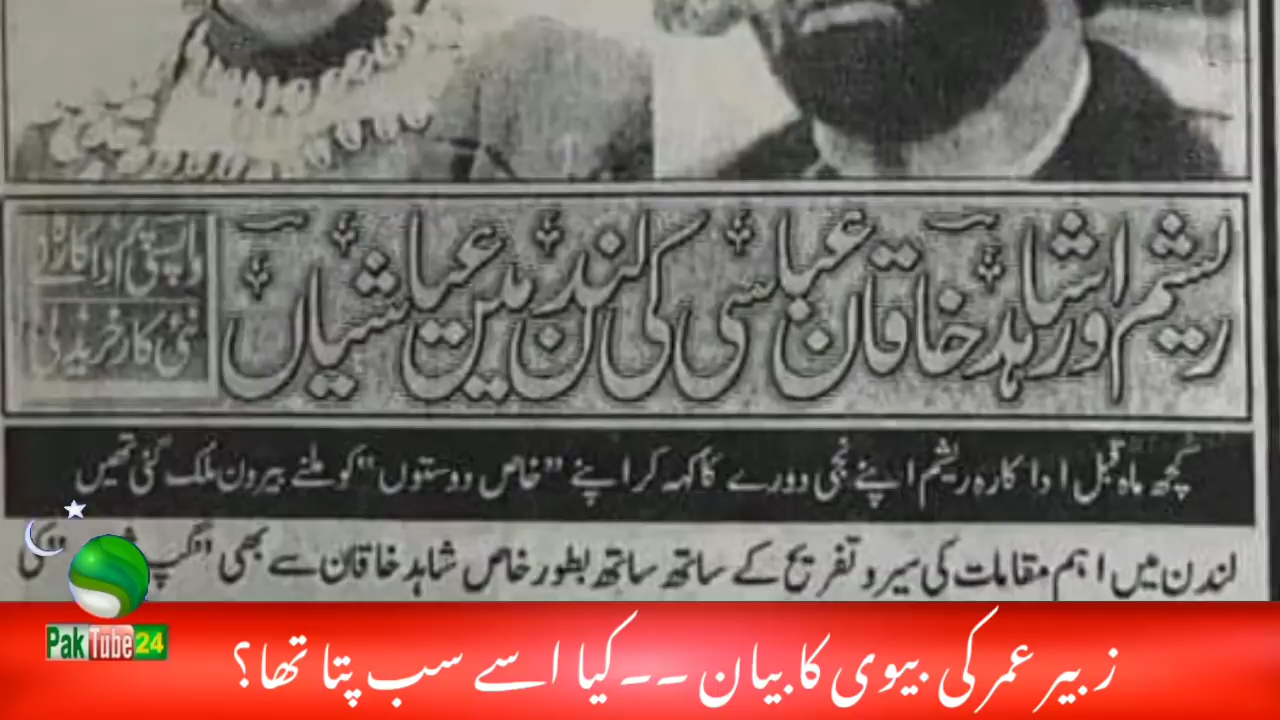 ریشم اور شاہد خاقان عباسی کی لندن میں عیاشیاں
واپسی پر اداکارہ
نئی کار خرید لی
کچھ ماہ قبل اداکارہ ریشم اپنے نجی دورے کا کہہ کر اپنے "خاص دوستوں" کو ملنے بیرون ملک گئی تھیں
لندن میں اہم مقامات کی سیرو تفریح کے ساتھ ساتھ بطور خاص شاہد خاقان سے بھی "گپ کی
PakTube24
زبیر عمر کی بیوی کا بیان ۔۔ کیا اسے سب پتا تھا؟